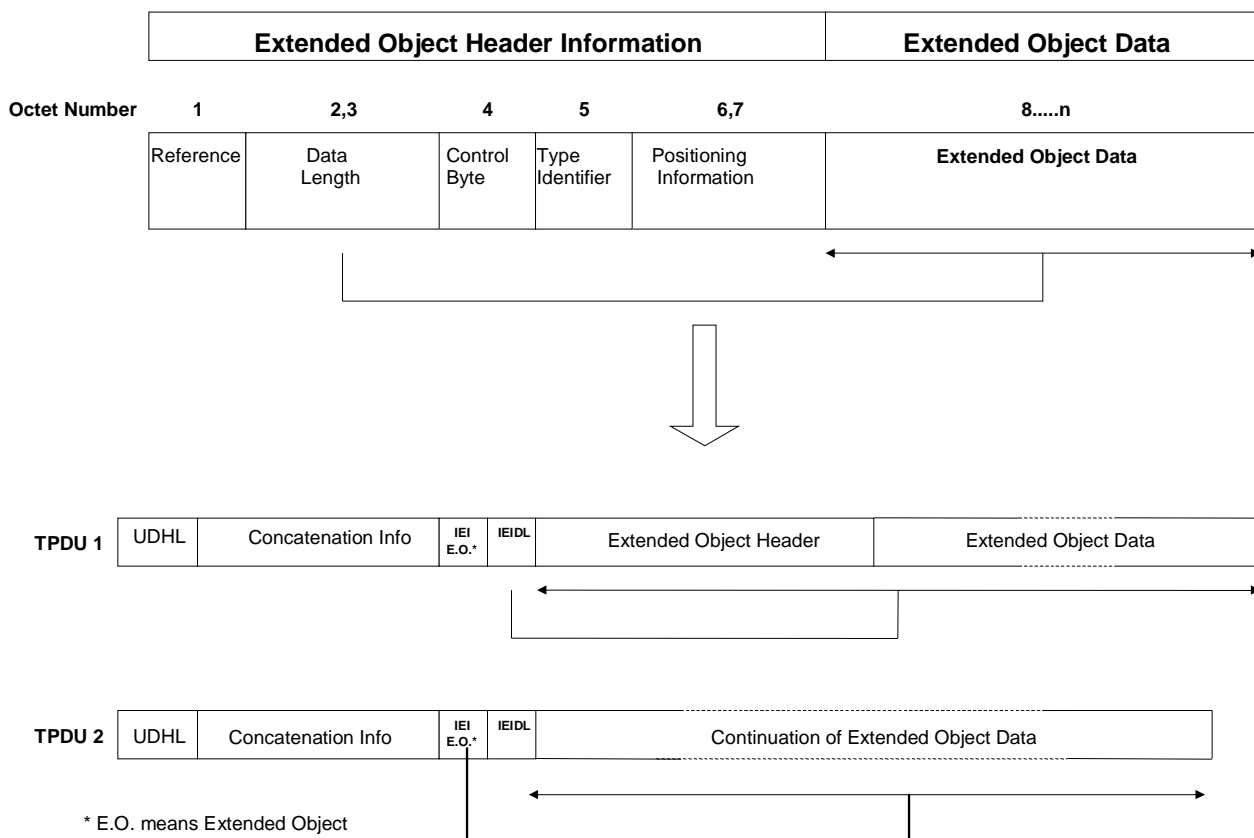 Extended Object Header Information Extended Object Data
Octet Number 1 2,3 4 5 6,7 8.....n
Reference Data Control Type Positioning Extended Object Data
Length Byte Identifier Information
TPDU 1 UDHL Concatenation Info IEI IEIDL Extended Object Header Extended Object Data
E.O.*
TPDU 2 UDHL Concatenation Info IEI IEIDL Continuation of Extended Object Data
E.O.*
* E.O. means Extended Object